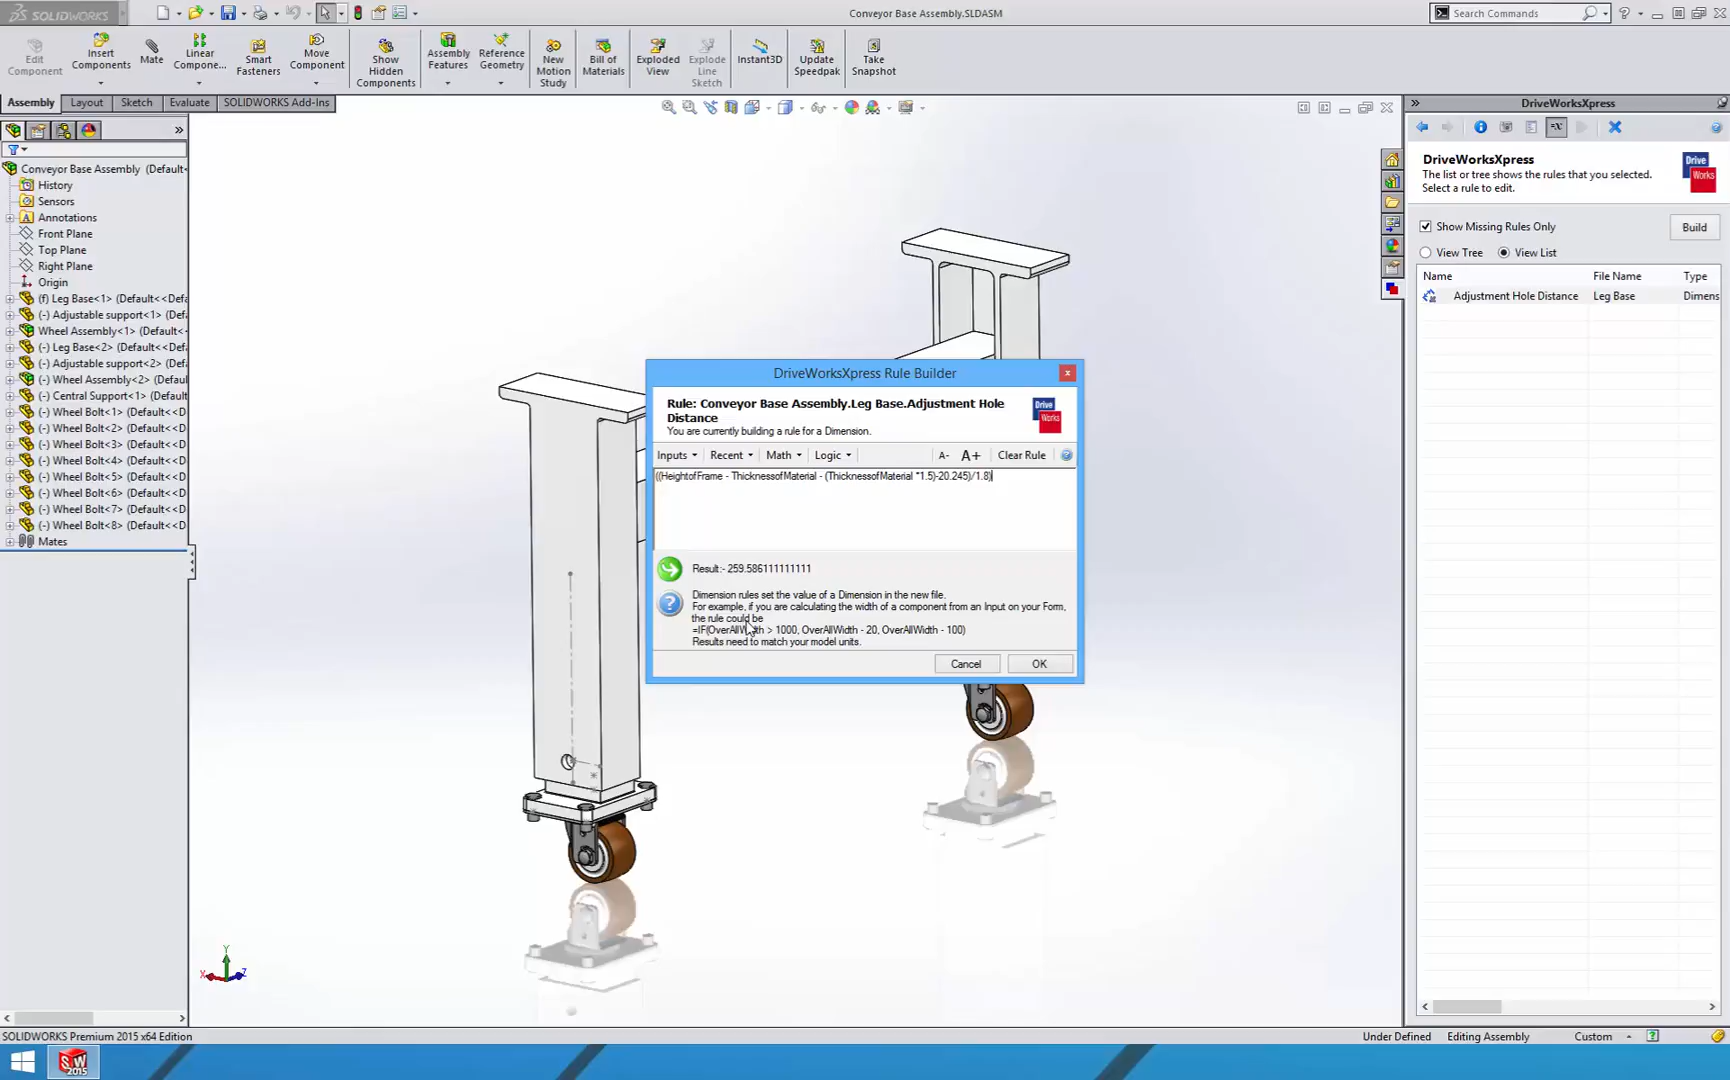 SOLIDWORKS
Conveyor Base Assembly.SLDASM
Search Commands
Edit Component
Insert Components
Mate
Linear Compone...
Smart Fasteners
Move Component
Show Hidden Components
Assembly Features
Reference Geometry
New Motion Study
Bill of Materials
Exploded View
Explode Line Sketch
Instant3D
Update Speedpak
Take Snapshot
Assembly
Layout
Sketch
Evaluate
SOLIDWORKS Add-Ins
Conveyor Base Assembly (Default<
History
Sensors
Annotations
Front Plane
Top Plane
Right Plane
Origin
(f) Leg Base<1> (Default<<Defa
(-) Adjustable support<1> (Def
Wheel Assembly<1> (Default<
(-) Leg Base<2> (Default<<Def
(-) Adjustable support<2> (Def
(-) Wheel Assembly<2> (Default
(-) Central Support<1> (Default
(-) Wheel Bolt<1> (Default<<D
(-) Wheel Bolt<2> (Default<<D
(-) Wheel Bolt<3> (Default<<D
(-) Wheel Bolt<4> (Default<<D
(-) Wheel Bolt<5> (Default<<D
(-) Wheel Bolt<6> (Default<<D
(-) Wheel Bolt<7> (Default<<D
(-) Wheel Bolt<8> (Default<<D
Mates
DriveWorksXpress Rule Builder
Rule: Conveyor Base Assembly.Leg Base.Adjustment Hole
Distance
You are currently building a rule for a Dimension.
Drive Works
Inputs Recent Math Logic A- A+ Clear Rule
((HeightofFrame - ThicknessofMaterial - (ThicknessofMaterial *1.5)-20.245)/1.8)
Result:- 259.586111111111
Dimension rules set the value of a Dimension in the new file.
For example, if you are calculating the width of a component from an Input on your Form,
the rule could be
=IF(OverAllWidth > 1000, OverAllWidth - 20, OverAllWidth - 100)
Results need to match your model units.
Cancel OK
DriveWorksXpress
DriveWorksXpress
The list or tree shows the rules that you selected.
Select a rule to edit.
Drive Works
Show Missing Rules Only
Build
View Tree View List
Name File Name Type
Adjustment Hole Distance Leg Base Dimens
X Y Z
SOLIDWORKS Premium 2015 x64 Edition
Under Defined Editing Assembly Custom
SW 2015